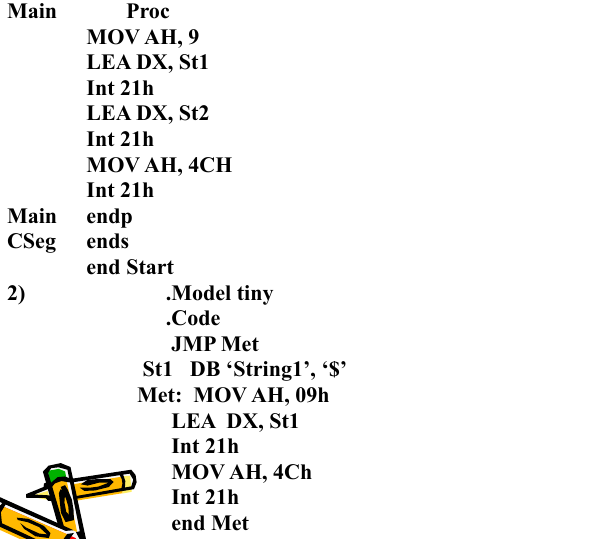 Main Proc
MOV AH, 9
LEA DX, St1
Int 21h
LEA DX, St2
Int 21h
MOV AH, 4CH
Int 21h
Main endp
CSeg ends
end Start
2) .Model tiny
.Code
JMP Met
St1 DB ‘String1’, ‘$’
Met: MOV AH, 09h
LEA DX, St1
Int 21h
MOV AH, 4Ch
Int 21h
end Met